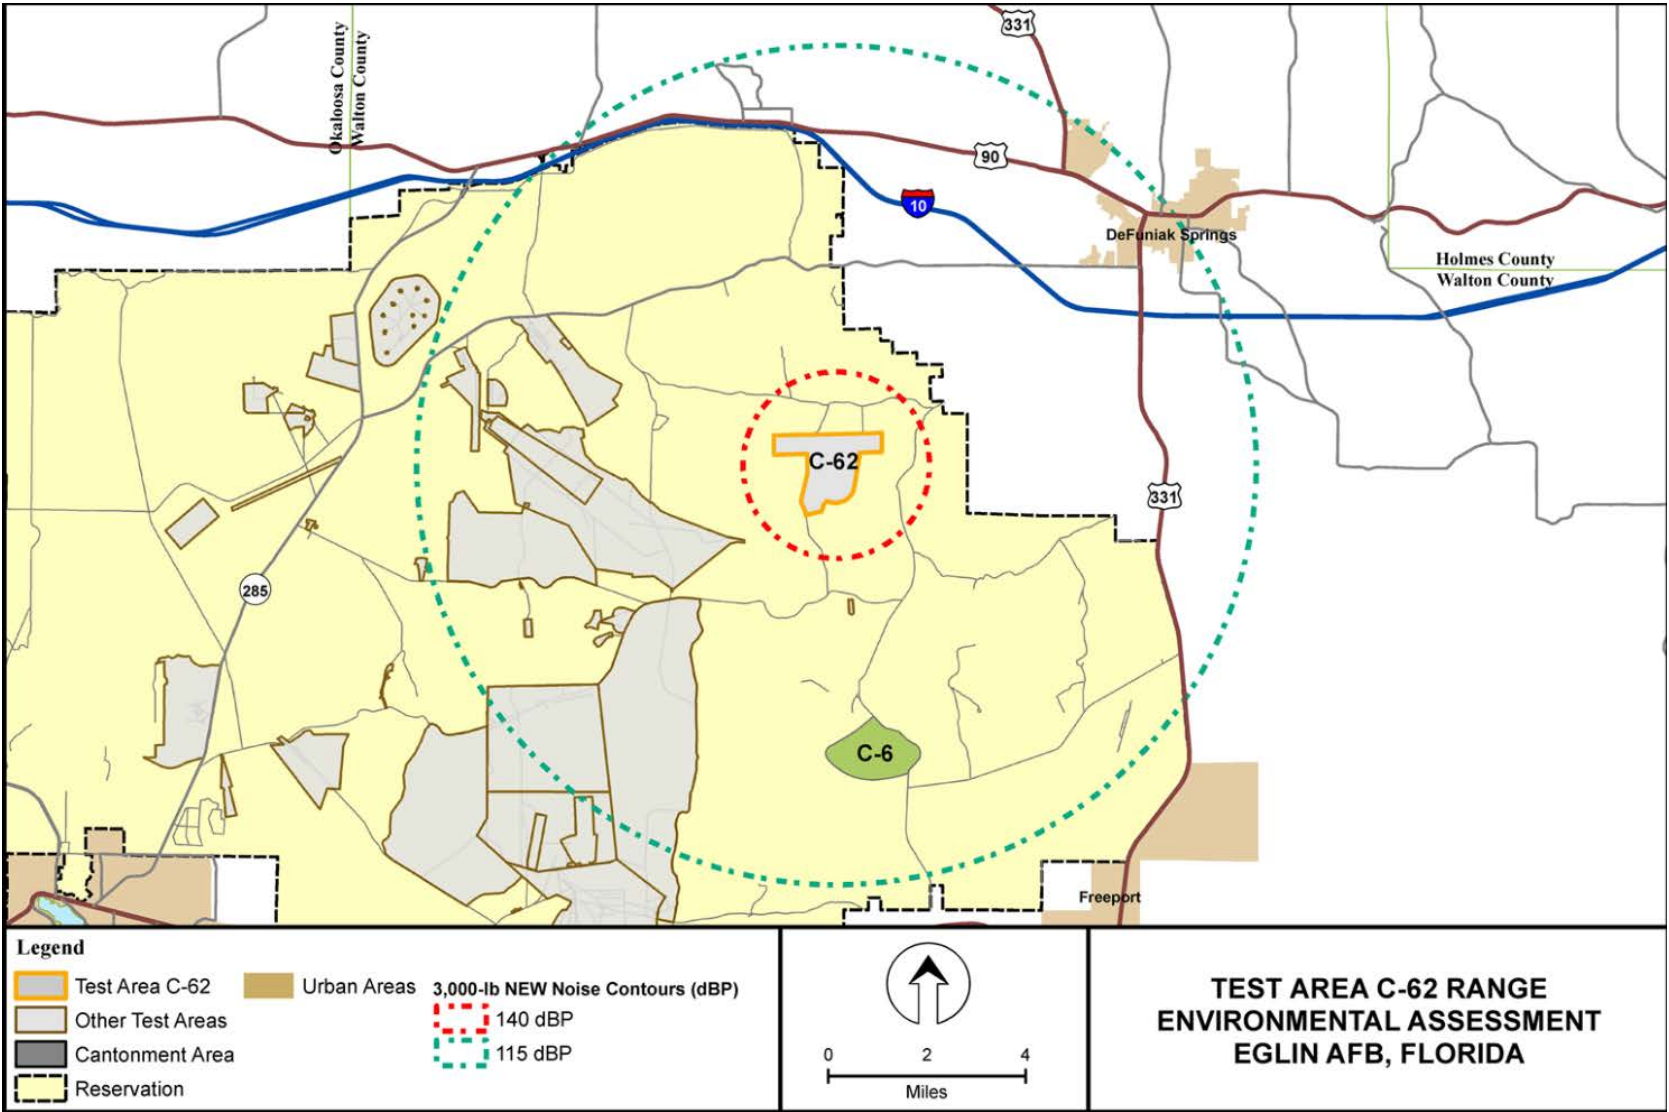 331
Okaloosa County
Walton County
90
10
DeFuniak Springs
Holmes County
Walton County
C-62
331
285
C-6
Freeport
Legend
Test Area C-62
Other Test Areas
Cantonment Area
Reservation
Urban Areas
3,000-lb NEW Noise Contours (dBP)
140 dBP
115 dBP
0 2 4
Miles
TEST AREA C-62 RANGE
ENVIRONMENTAL ASSESSMENT
EGLIN AFB, FLORIDA